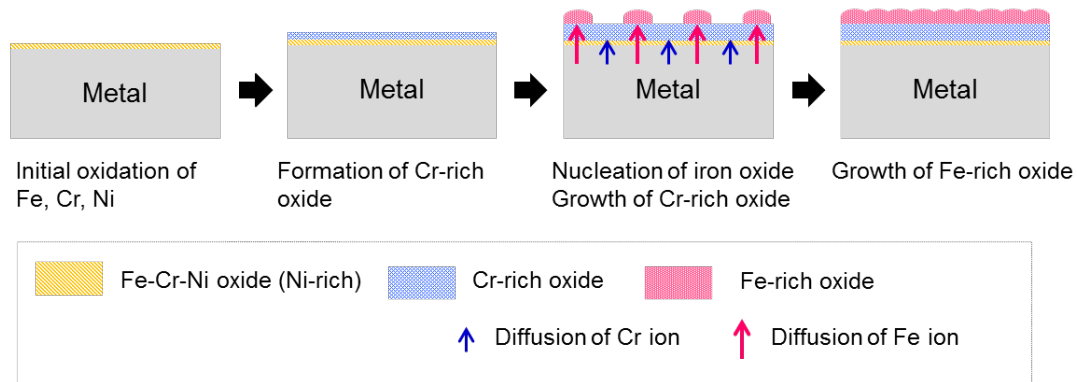 Metal
Metal
Metal
Metal
Initial oxidation of
Fe, Cr, Ni
Formation of Cr-rich
oxide
Nucleation of iron oxide
Growth of Cr-rich oxide
Growth of Fe-rich oxide
Fe-Cr-Ni oxide (Ni-rich)
Cr-rich oxide
Fe-rich oxide
Diffusion of Cr ion
Diffusion of Fe ion